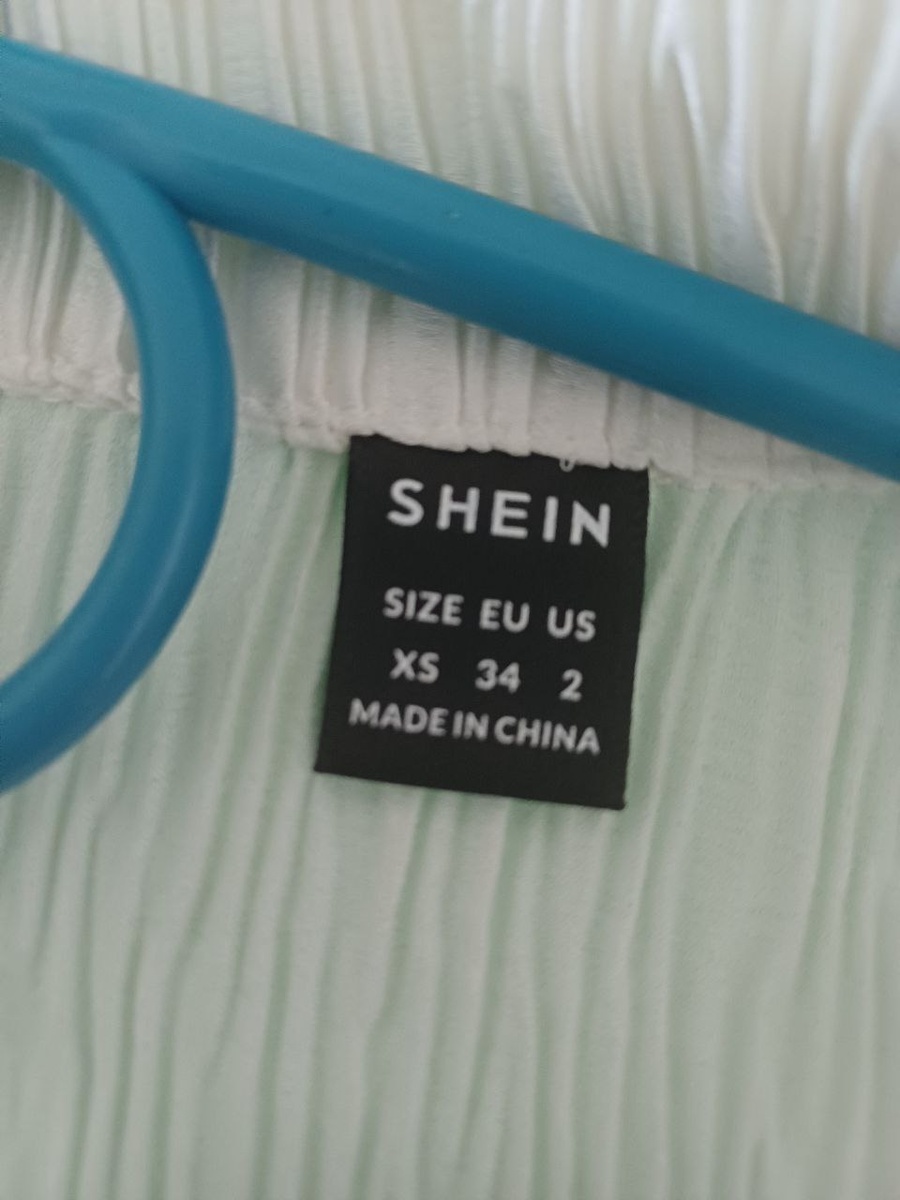 SHEIN
SIZE EU US
XS 34 2
MADE IN CHINA